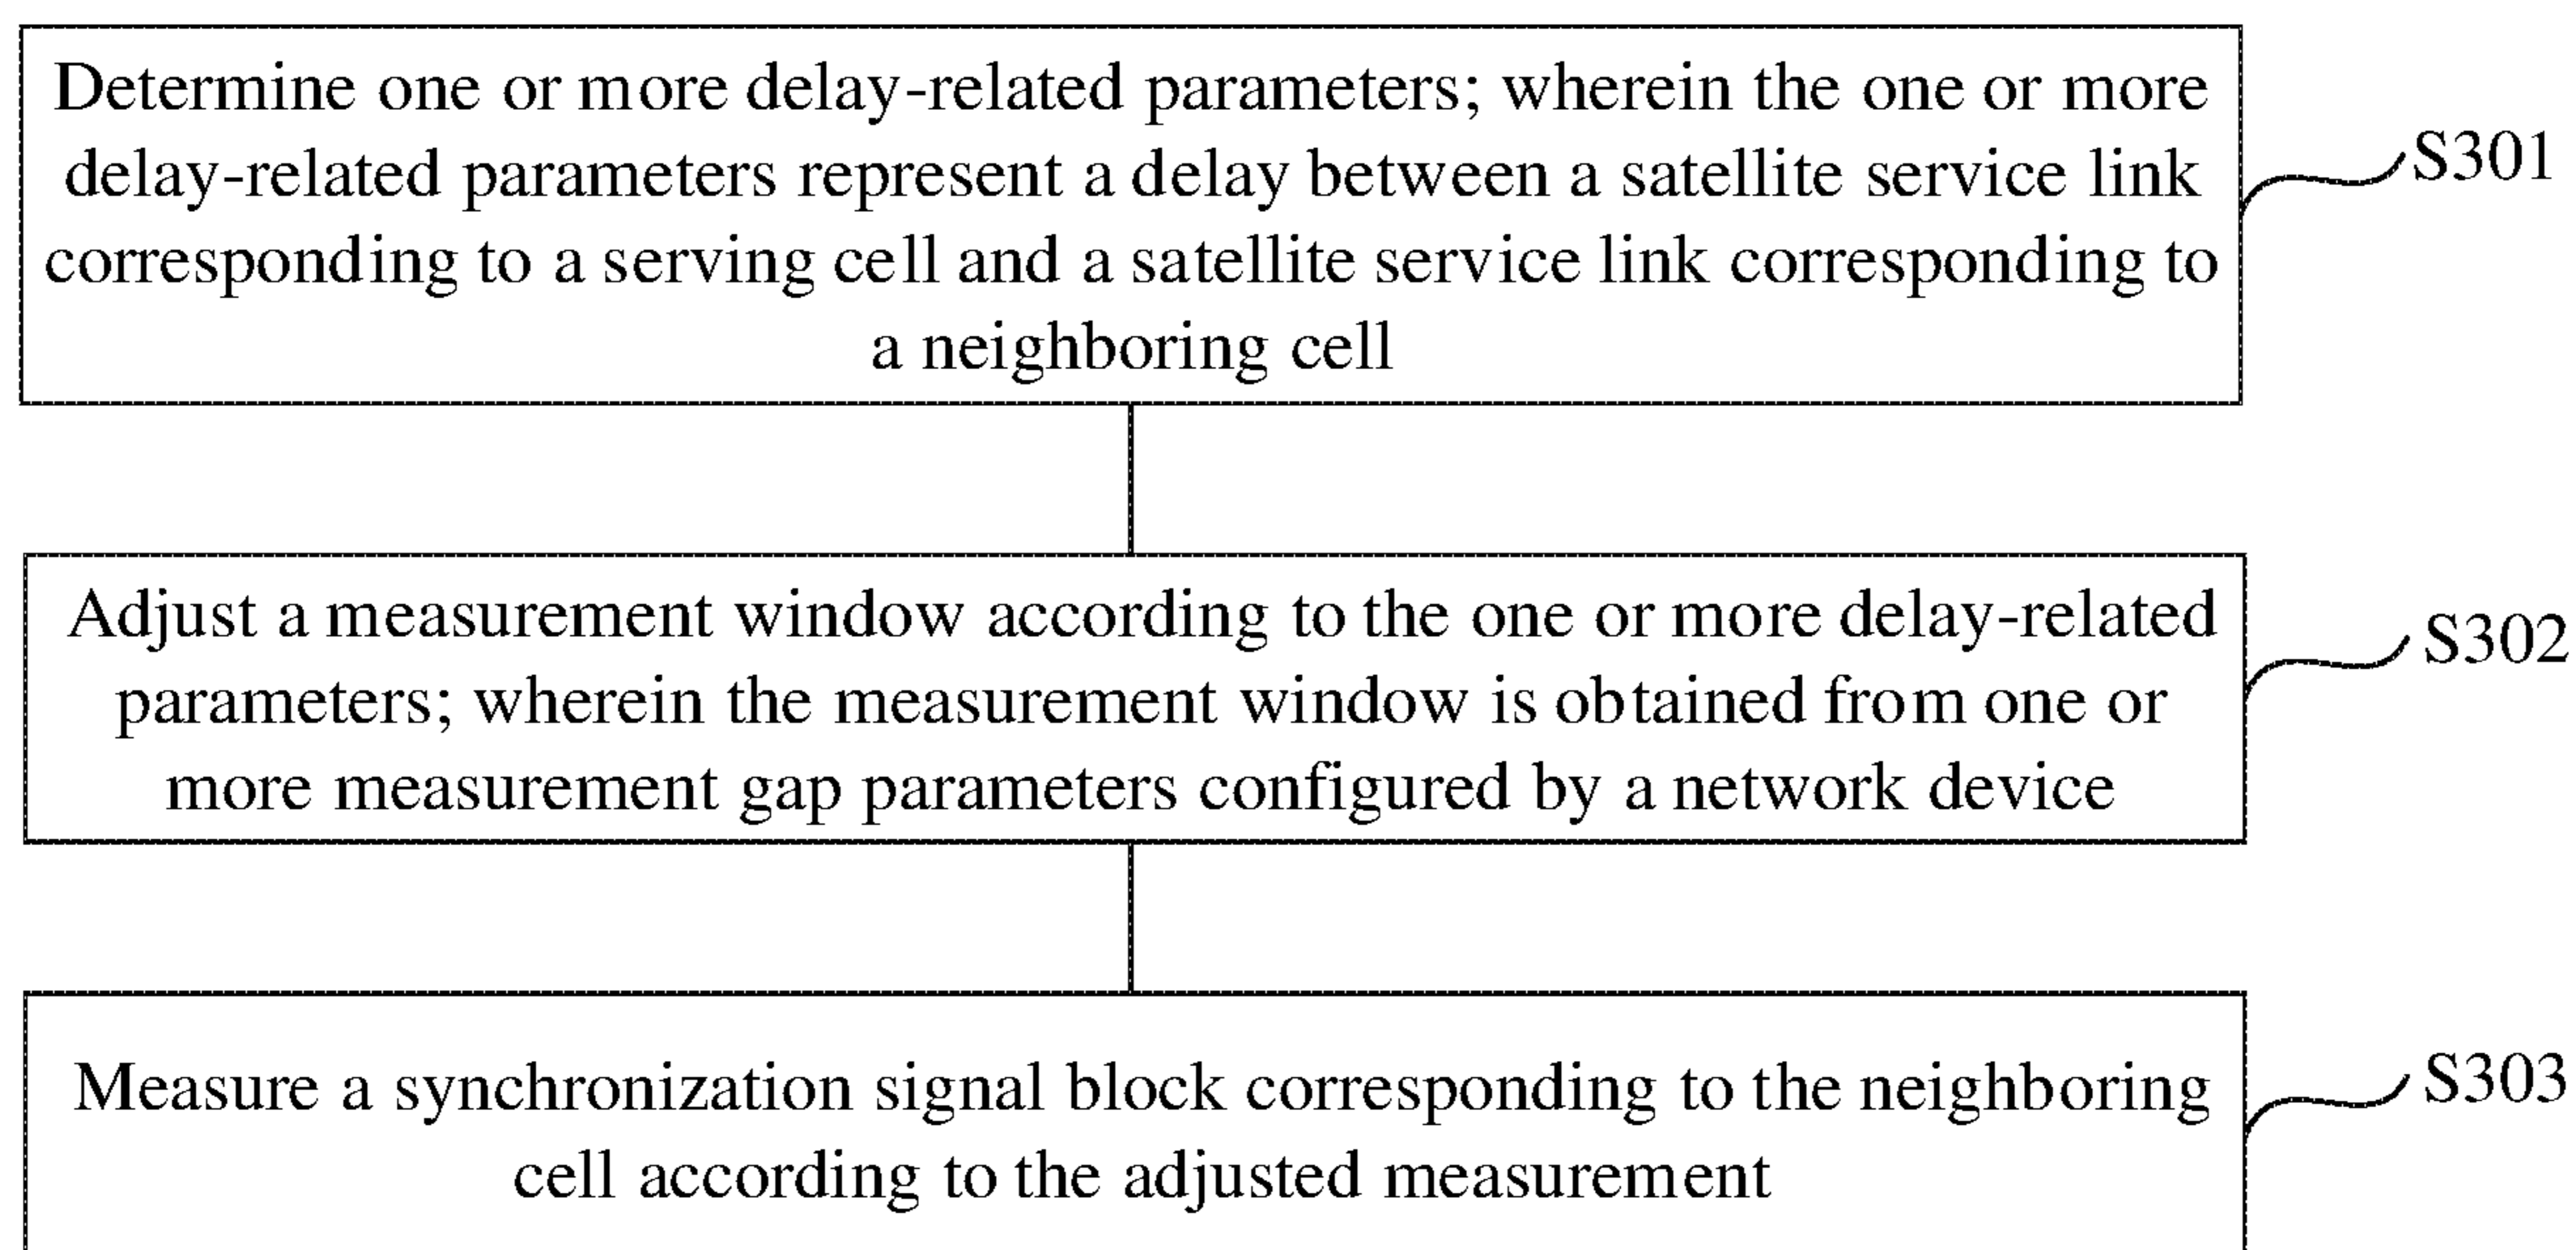 Determine one or more delay-related parameters; wherein the one or more
delay-related parameters represent a delay between a satellite service link
corresponding to a serving cell and a satellite service link corresponding to
a neighboring cell
S301
Adjust a measurement window according to the one or more delay-related
parameters; wherein the measurement window is obtained from one or
more measurement gap parameters configured by a network device
S302
Measure a synchronization signal block corresponding to the neighboring
cell according to the adjusted measurement
S303